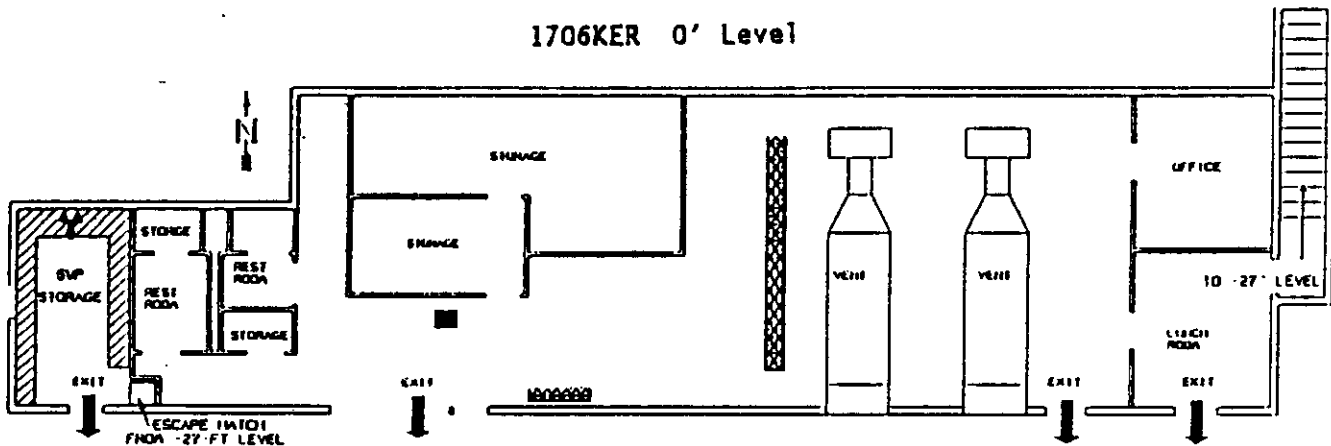 1706KER 0' Level
N
STORAGE
OFFICE
STORGE
STORAGE
GVP
STORAGE
REST
ROOM
REST
ROOM
VENT
VENT
TO -27' LEVEL
STORAGE
LUNCH
ROOM
EXIT
EXIT
EXIT
EXIT
ESCAPE HATCH
FROM -27-FT LEVEL